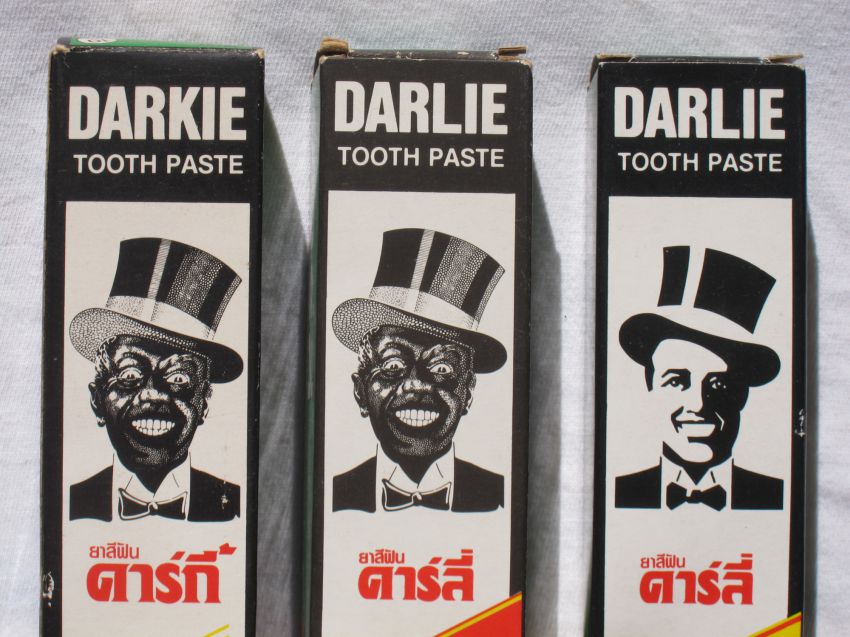 DARKIE
TOOTH PASTE
ยาสีฟัน
ดาร์กี้
DARLIE
TOOTH PASTE
ยาสีฟัน
ดาร์ลี่
DARLIE
TOOTH PASTE
ยาสีฟัน
ดาร์ลี่